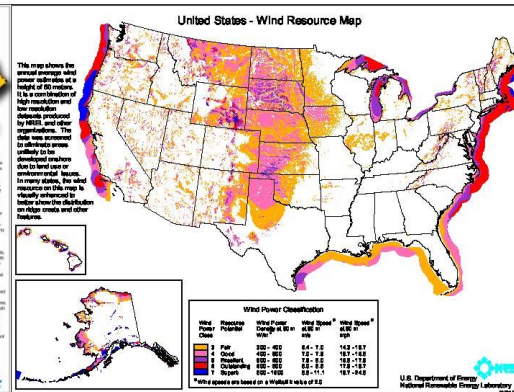 United States - Wind Resource Map
This map shows the
annual average wind
power estimates at a
height of 50 meters.
It is a combination of
high resolution and
low resolution
datasets produced
by NREL and other
organizations. The
data was screened
to eliminate areas
unlikely to be
developed onshore
due to land use or
environmental issues.
In many states, the wind
resource on this map is
visually enhanced to
better show the distribution
on ridge crests and other
features.
Wind Power Classification
Wind Resource Wind Power Wind Speed Wind Speed
Power Potential Density at 50 m at 50 m at 50 m
Class W/m² m/s mph
3 Fair 300 - 400 6.4 - 7.0 14.3 - 15.7
4 Good 400 - 500 7.0 - 7.5 15.7 - 16.8
5 Excellent 500 - 600 7.5 - 8.0 16.8 - 17.9
6 Outstanding 600 - 800 8.0 - 8.8 17.9 - 19.7
7 Superb 800 - 1600 8.8 - 11.1 19.7 - 24.8
Wind speeds are based on a Weibull k value of 2.0
U.S. Department of Energy
National Renewable Energy Laboratory